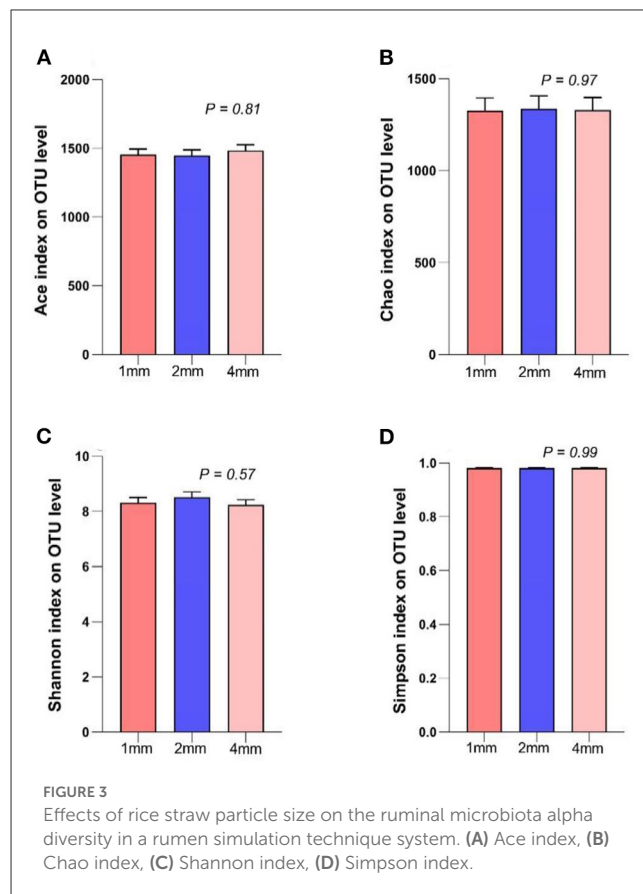 A
Ace index on OTU level
2000
1500
1000
500
0
P = 0.81
1mm 2mm 4mm
B
Chao index on OTU level
1500
1000
500
0
P = 0.97
1mm 2mm 4mm
C
Shannon index on OTU level
10
8
6
4
2
0
P = 0.57
1mm 2mm 4mm
D
Simpson index on OTU level
1.0
0.8
0.6
0.4
0.2
0.0
P = 0.99
1mm 2mm 4mm
FIGURE 3
Effects of rice straw particle size on the ruminal microbiota alpha
diversity in a rumen simulation technique system. (A) Ace index, (B)
Chao index, (C) Shannon index, (D) Simpson index.